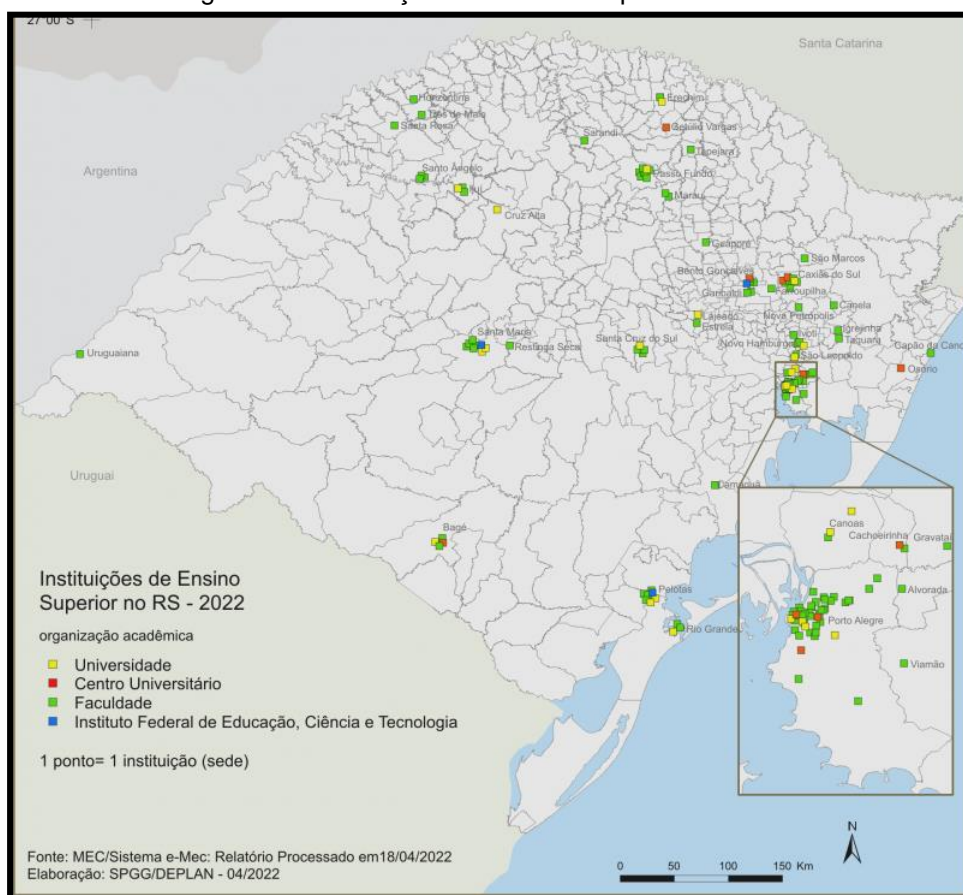 27°00' S
Santa Catarina
Argentina
Horizontina
Três de Maio
Santa Rosa
Erechim
Getúlio Vargas
Sarandi
Tapejara
Santo Ângelo
Passo Fundo
Ijuí
Marau
Cruz Alta
Guaporé
São Marcos
Bento Gonçalves
Caxias do Sul
Farroupilha
Garibaldi
Canela
Nova Petrópolis
Lajeado
Estrela
Santa Maria
Restinga Seca
Santa Cruz do Sul
Ivoti
Igrejinha
Novo Hamburgo
Taquara
Capão da Cano
São Leopoldo
Uruguaiana
Osório
Uruguai
Camaquã
Bagé
Canoas
Cachoeirinha
Gravataí
Alvorada
Porto Alegre
Viamão
Pelotas
Rio Grande
Instituições de Ensino
Superior no RS - 2022
organização acadêmica
Universidade
Centro Universitário
Faculdade
Instituto Federal de Educação, Ciência e Tecnologia
1 ponto= 1 instituição (sede)
N
0 50 100 150 Km
Fonte: MEC/Sistema e-Mec: Relatório Processado em18/04/2022
Elaboração: SPGG/DEPLAN - 04/2022